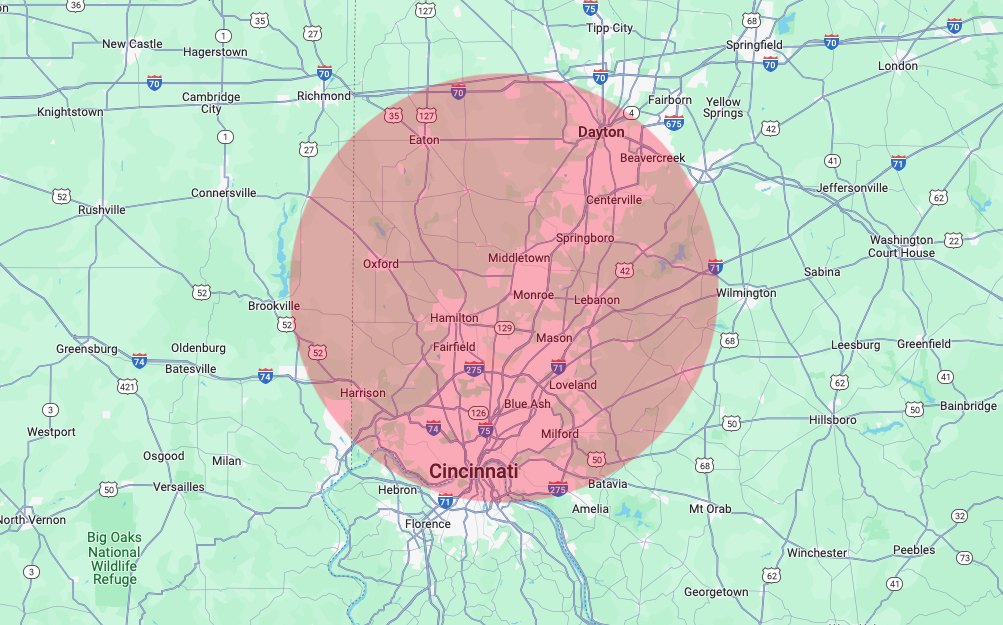 36
35
127
75
Tipp City
68
27
1
New Castle
Hagerstown
Springfield
70
70
70
70
70
70
London
Knightstown
Cambridge
City
Richmond
70
Fairborn
Yellow
Springs
35
127
4
675
Dayton
42
1
Eaton
27
Beavercreek
41
71
52
Connersville
Jeffersonville
62
Rushville
Centerville
Springboro
Washington
Court House
22
Oxford
Middletown
42
71
Sabina
52
Brookville
Monroe
Lebanon
Wilmington
52
Hamilton
129
Mason
68
Greensburg
74
Oldenburg
52
Fairfield
Leesburg
Greenfield
Batesville
74
275
71
421
Harrison
Loveland
62
41
3
126
Blue Ash
50
Bainbridge
Westport
74
75
Milford
50
Hillsboro
Osgood
Milan
Cincinnati
50
68
50
Versailles
Hebron
71
275
Batavia
North Vernon
Florence
Amelia
Mt Orab
32
Big Oaks
National
Wildlife
Refuge
Winchester
Peebles
73
3
62
41
Georgetown